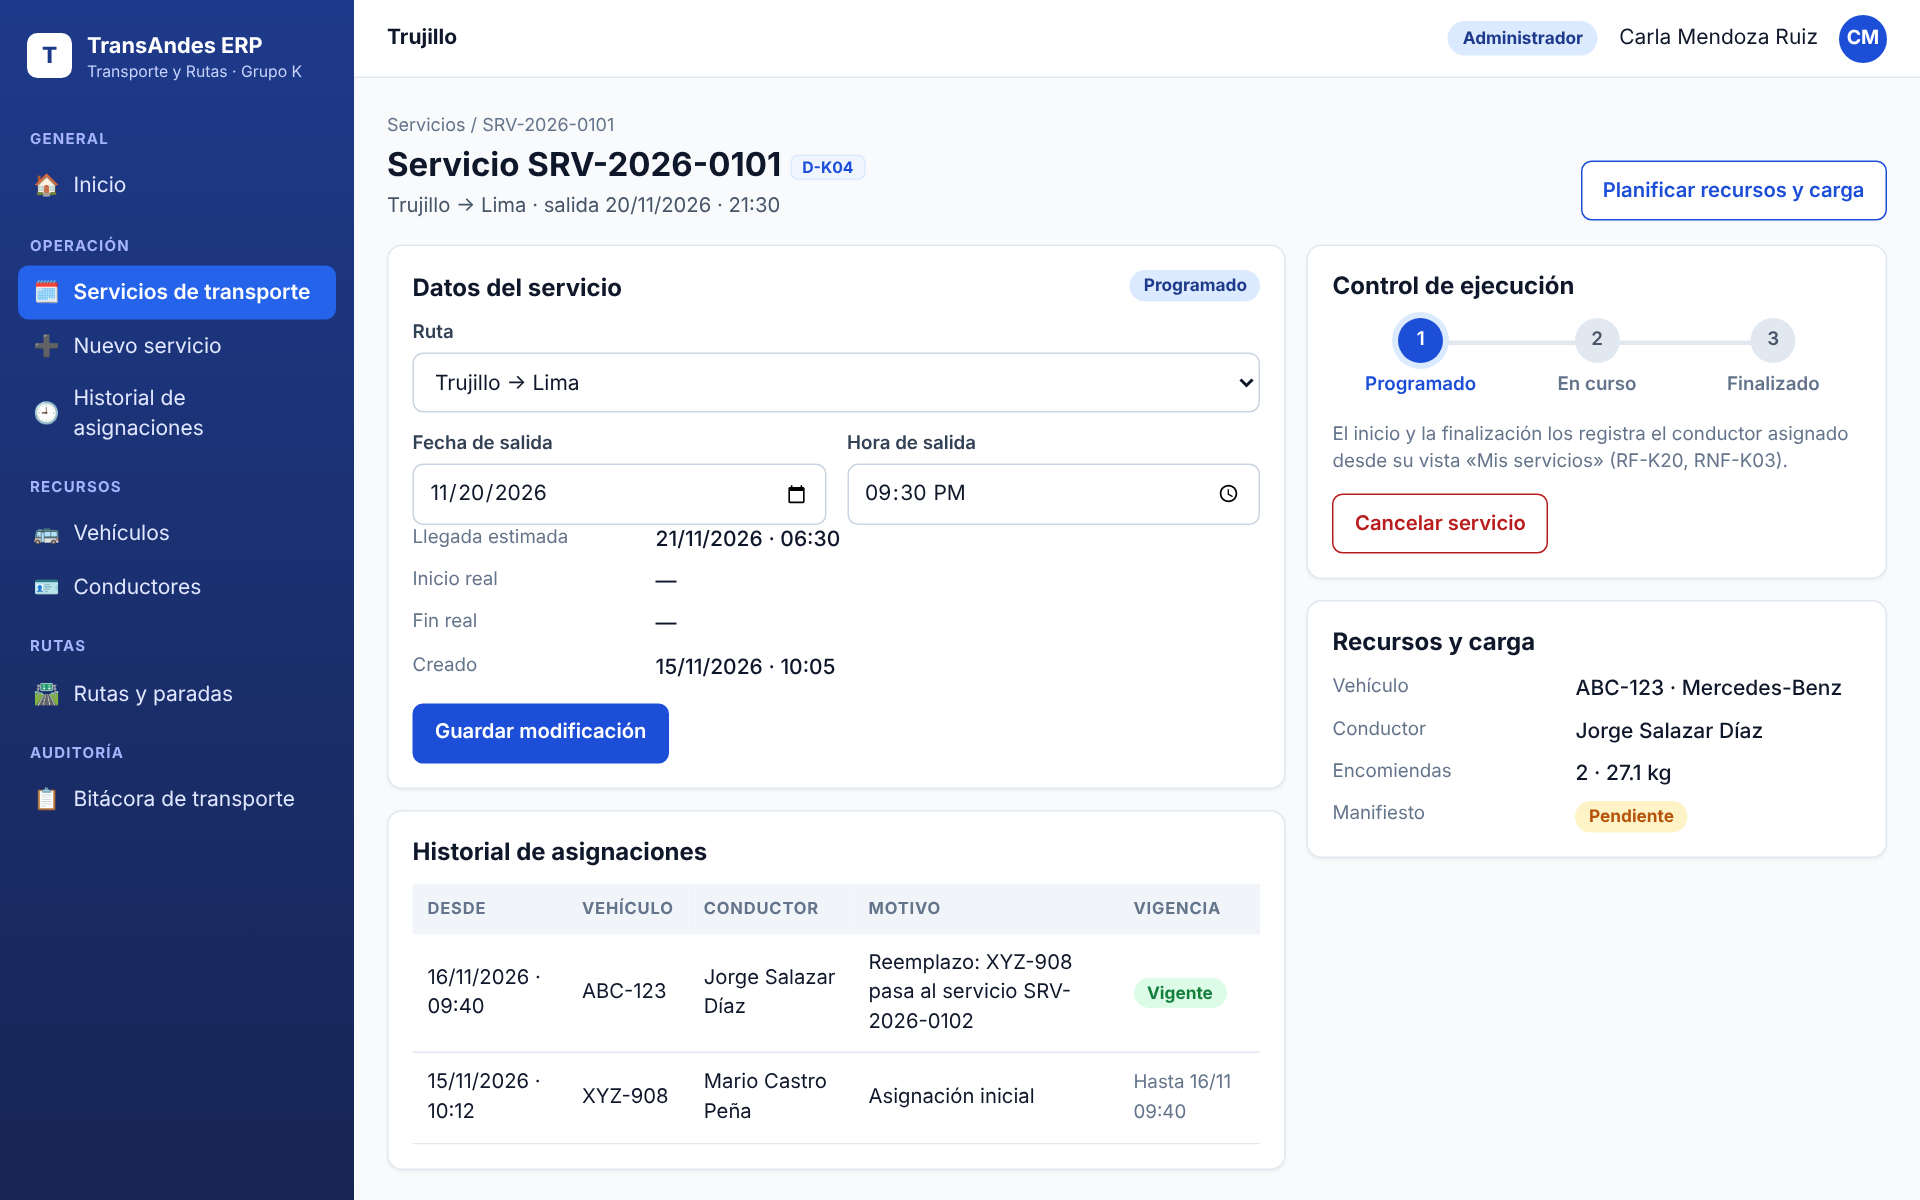 T
TransAndes ERP
Transporte y Rutas · Grupo K
GENERAL
Inicio
OPERACIÓN
Servicios de transporte
Nuevo servicio
Historial de
asignaciones
RECURSOS
Vehículos
Conductores
RUTAS
Rutas y paradas
AUDITORÍA
Bitácora de transporte
Trujillo
Administrador
Carla Mendoza Ruiz
CM
Servicios / SRV-2026-0101
Servicio SRV-2026-0101 D-K04
Trujillo → Lima · salida 20/11/2026 · 21:30
Planificar recursos y carga
Datos del servicio
Programado
Ruta
Trujillo → Lima
Fecha de salida
Hora de salida
11/20/2026
09:30 PM
Llegada estimada 21/11/2026 · 06:30
Inicio real —
Fin real —
Creado 15/11/2026 · 10:05
Guardar modificación
Historial de asignaciones
DESDE VEHÍCULO CONDUCTOR MOTIVO VIGENCIA
16/11/2026 ·
09:40
ABC-123
Jorge Salazar
Díaz
Reemplazo: XYZ-908
pasa al servicio SRV-
2026-0102
Vigente
15/11/2026 ·
10:12
XYZ-908
Mario Castro
Peña
Asignación inicial
Hasta 16/11
09:40
Control de ejecución
1 2 3
Programado En curso Finalizado
El inicio y la finalización los registra el conductor asignado
desde su vista «Mis servicios» (RF-K20, RNF-K03).
Cancelar servicio
Recursos y carga
Vehículo ABC-123 · Mercedes-Benz
Conductor Jorge Salazar Díaz
Encomiendas 2 · 27.1 kg
Manifiesto Pendiente